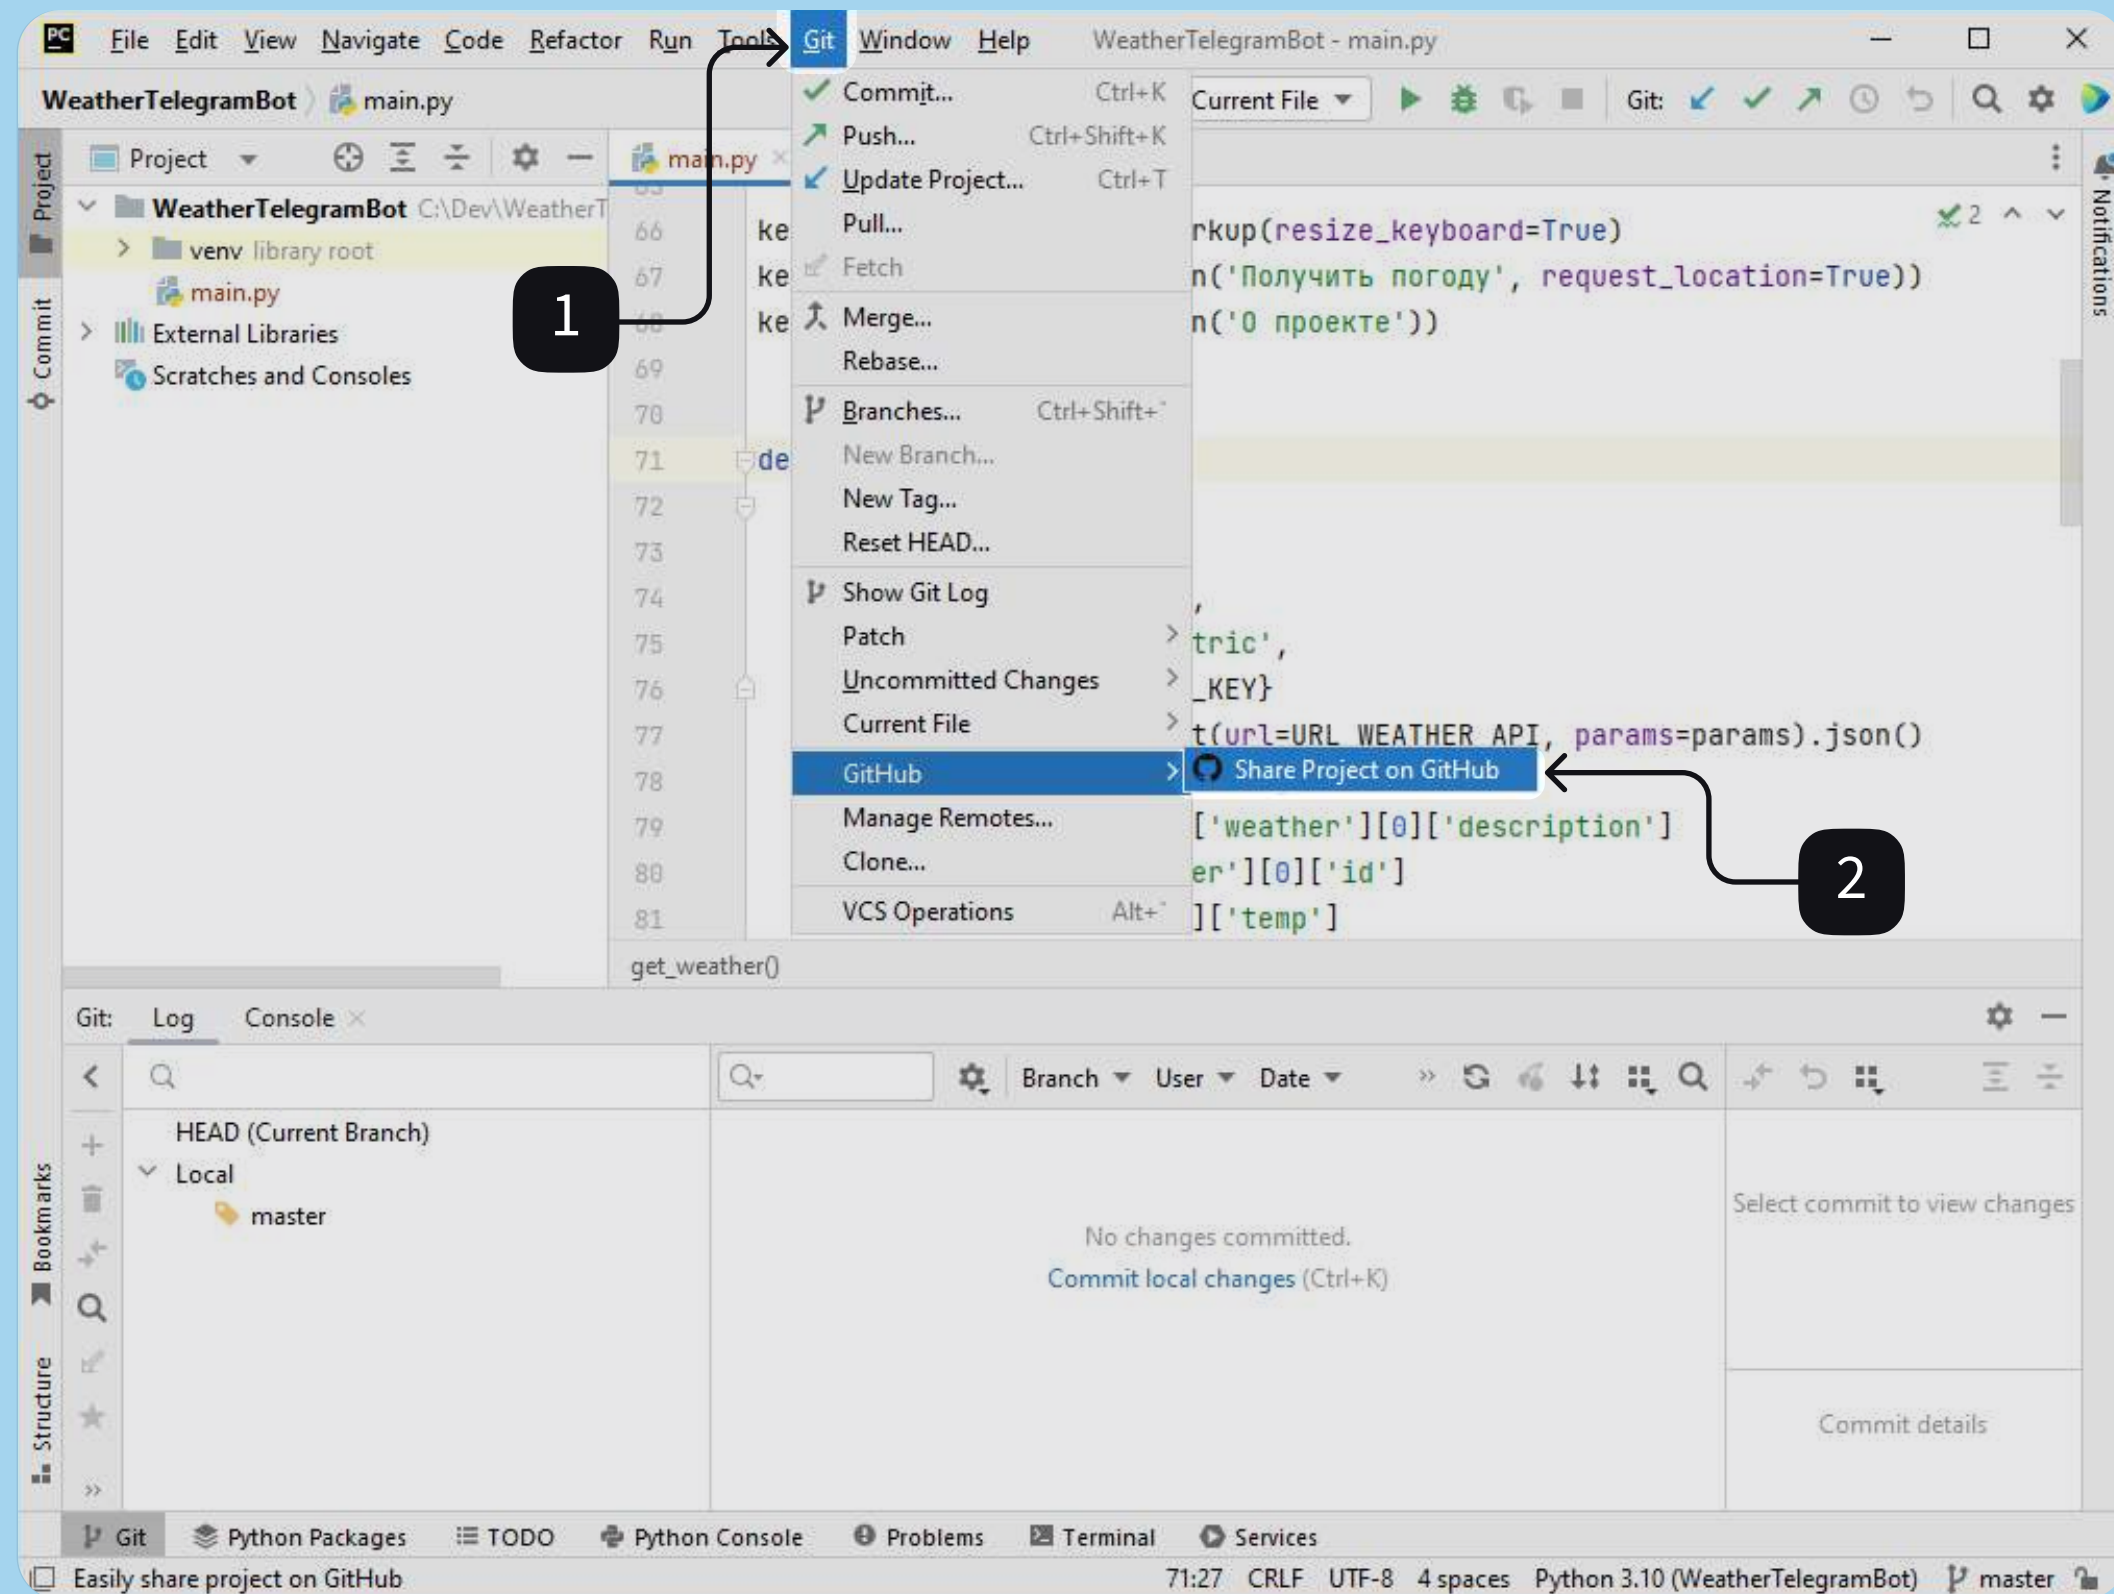 PC File Edit View Navigate Code Refactor Run Tools Git Window Help WeatherTelegramBot - main.py
WeatherTelegramBot main.py Current File Git:
Project main.py
WeatherTelegramBot C:\Dev\WeatherT
venv library root
main.py
External Libraries
Scratches and Consoles
Project
Commit
Bookmarks
Structure
Notifications
1
Commit... Ctrl+K
Push... Ctrl+Shift+K
Update Project... Ctrl+T
Pull...
Fetch
Merge...
Rebase...
Branches... Ctrl+Shift+`
New Branch...
New Tag...
Reset HEAD...
Show Git Log
Patch
Uncommitted Changes
Current File
GitHub
Share Project on GitHub
Manage Remotes...
Clone...
VCS Operations Alt+`
2
2
65
66 ke rkup(resize_keyboard=True)
67 ke n('Получить погоду', request_location=True))
68 ke n('О проекте'))
69
70
71 de
72
73
74 ,
75 tric',
76 _KEY}
77 t(url=URL_WEATHER_API, params=params).json()
78
79 ['weather'][0]['description']
80 er'][0]['id']
81 ]['temp']
get_weather()
Git: Log Console
Branch User Date
HEAD (Current Branch)
Local
master
No changes committed.
Commit local changes (Ctrl+K)
Select commit to view changes
Commit details
Git Python Packages TODO Python Console Problems Terminal Services
Easily share project on GitHub 71:27 CRLF UTF-8 4 spaces Python 3.10 (WeatherTelegramBot) master